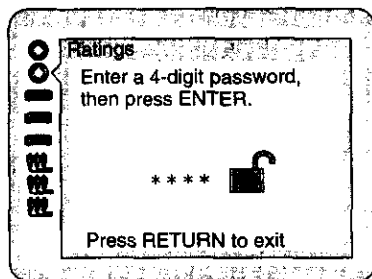 Ratings
Enter a 4-digit password,
then press ENTER.
* * * *
Press RETURN to exit